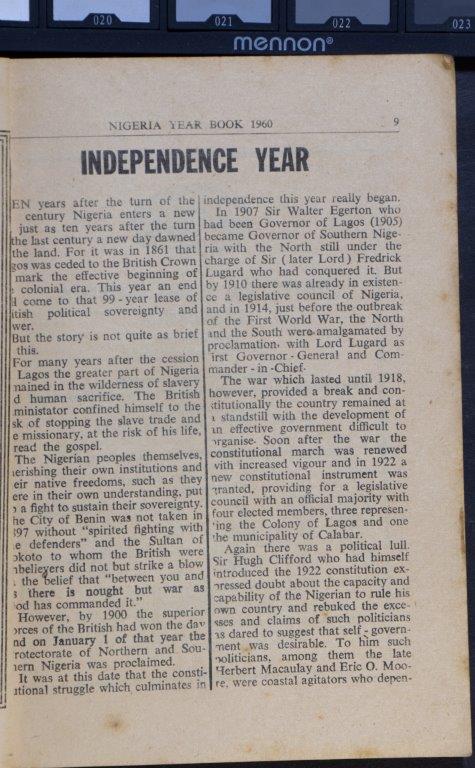 020
021
022
023
mennon®
NIGERIA YEAR BOOK 1960
9
INDEPENDENCE YEAR
EN years after the turn of the
century Nigeria enters a new
just as ten years after the turn
the last century a new day dawned
the land. For it was in 1861 that
gos was ceded to the British Crown
mark the effective beginning of
colonial era. This year an end
l come to that 99-year lease of
itish political sovereignty and
wer.
But the story is not quite as brief
this.
For many years after the cession
Lagos the greater part of Nigeria
mained in the wilderness of slavery
d human sacrifice. The British
ministator confined himself to the
sk of stopping the slave trade and
e missionary, at the risk of his life,
read the gospel.
The Nigerian peoples themselves,
erishing their own institutions and
eir native freedoms, such as they
ere in their own understanding, put
a fight to sustain their sovereignty.
he City of Benin was not taken in
97 without "spirited fighting with
e defenders" and the Sultan of
koto to whom the British were
nbelievers did not but strike a blow
the belief that "between you and
s there is nought but war as
od has commanded it."
However, by 1900 the superior
orces of the British had won the day
nd on January 1 of that year the
rotectorate of Northern and Sou-
ern Nigeria was proclaimed.
It was at this date that the consti-
tional struggle which culminates in
independence this year really began.
In 1907 Sir Walter Egerton who
had been Governor of Lagos (1905)
became Governor of Southern Nige-
ria with the North still under the
charge of Sir (later Lord) Fredrick
Lugard who had conquered it. But
by 1910 there was already in existen-
ce a legislative council of Nigeria,
and in 1914, just before the outbreak
of the First World War, the North
and the South were amalgamated by
proclamation, with Lord Lugard as
irst Governor-General and Com-
mander-in-Chief.
The war which lasted until 1918,
however, provided a break and con-
stitutionally the country remained at
a standstill with the development of
an effective government difficult to
organise. Soon after the war the
constitutional march was renewed
with increased vigour and in 1922 a
new constitutional instrument was
granted, providing for a legislative
council with an official majority with
four elected members, three represen-
ting the Colony of Lagos and one
the municipality of Calabar.
Again there was a political lull.
Sir Hugh Clifford who had himself
introduced the 1922 constitution ex-
pressed doubt about the capacity and
capability of the Nigerian to rule his
own country and rebuked the exce-
sses and claims of such politicians
as dared to suggest that self-govern-
ment was desirable. To him such
politicians, among them the late
Herbert Macaulay and Eric O. Moo-
re, were coastal agitators who depen-